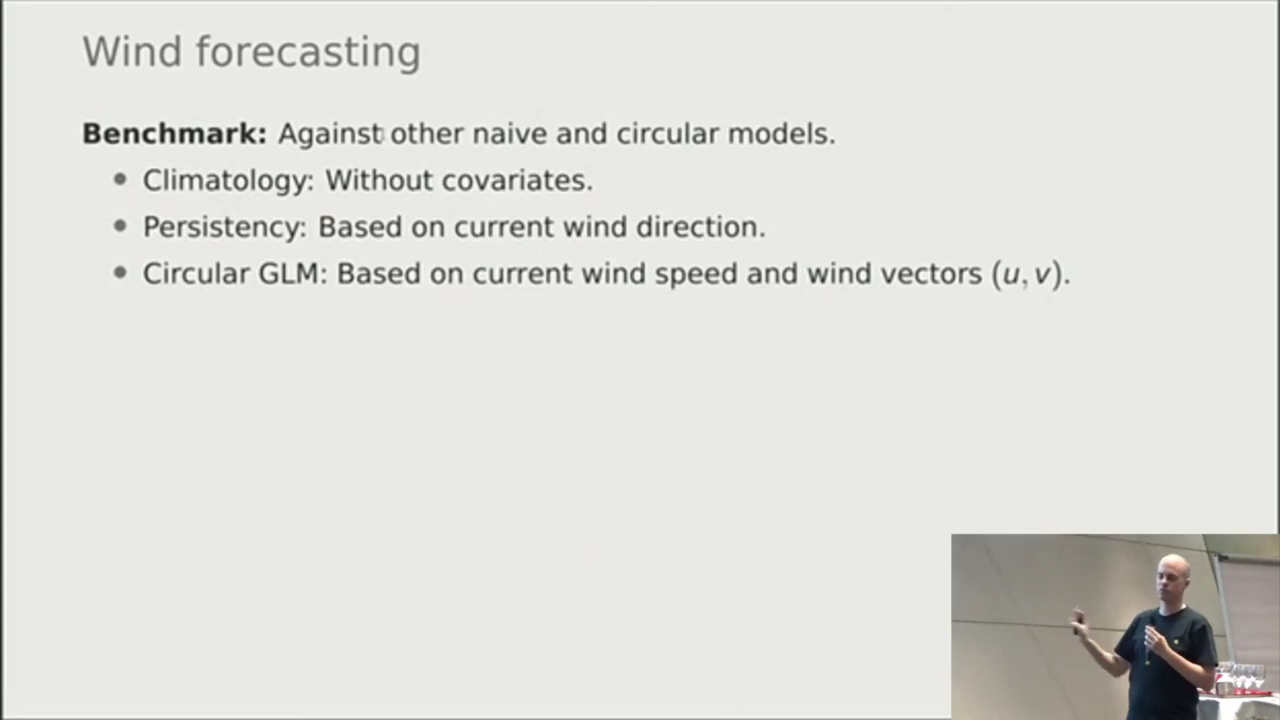 Wind forecasting
Benchmark: Against other naive and circular models.
• Climatology: Without covariates.
• Persistency: Based on current wind direction.
• Circular GLM: Based on current wind speed and wind vectors (u, v).